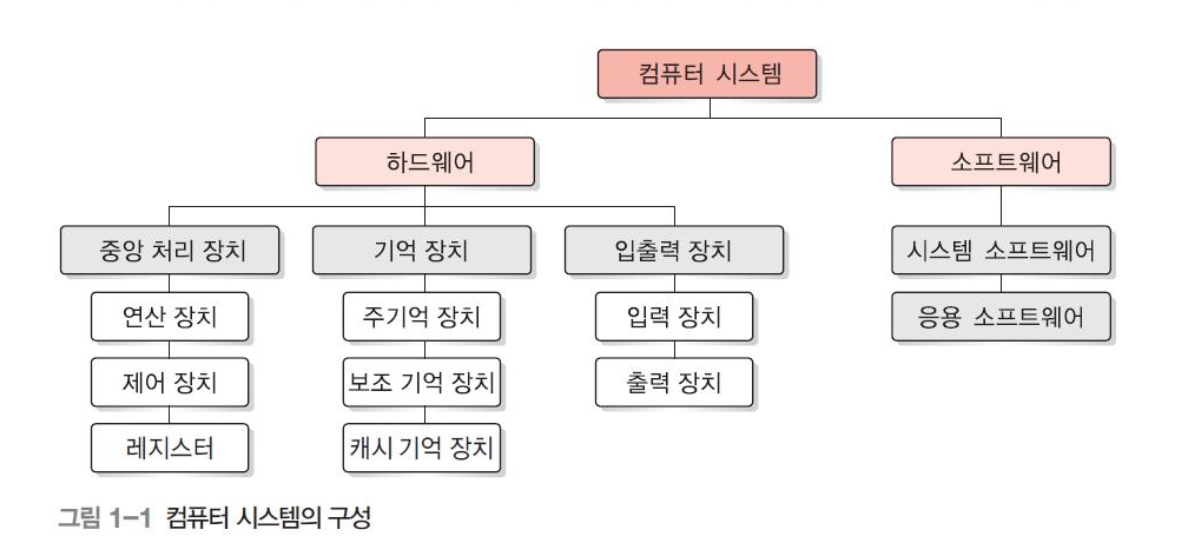 컴퓨터 시스템
하드웨어
소프트웨어
중앙 처리 장치
기억 장치
입출력 장치
시스템 소프트웨어
연산 장치
주기억 장치
입력 장치
응용 소프트웨어
제어 장치
보조 기억 장치
출력 장치
레지스터
캐시 기억 장치
그림 1-1 컴퓨터 시스템의 구성